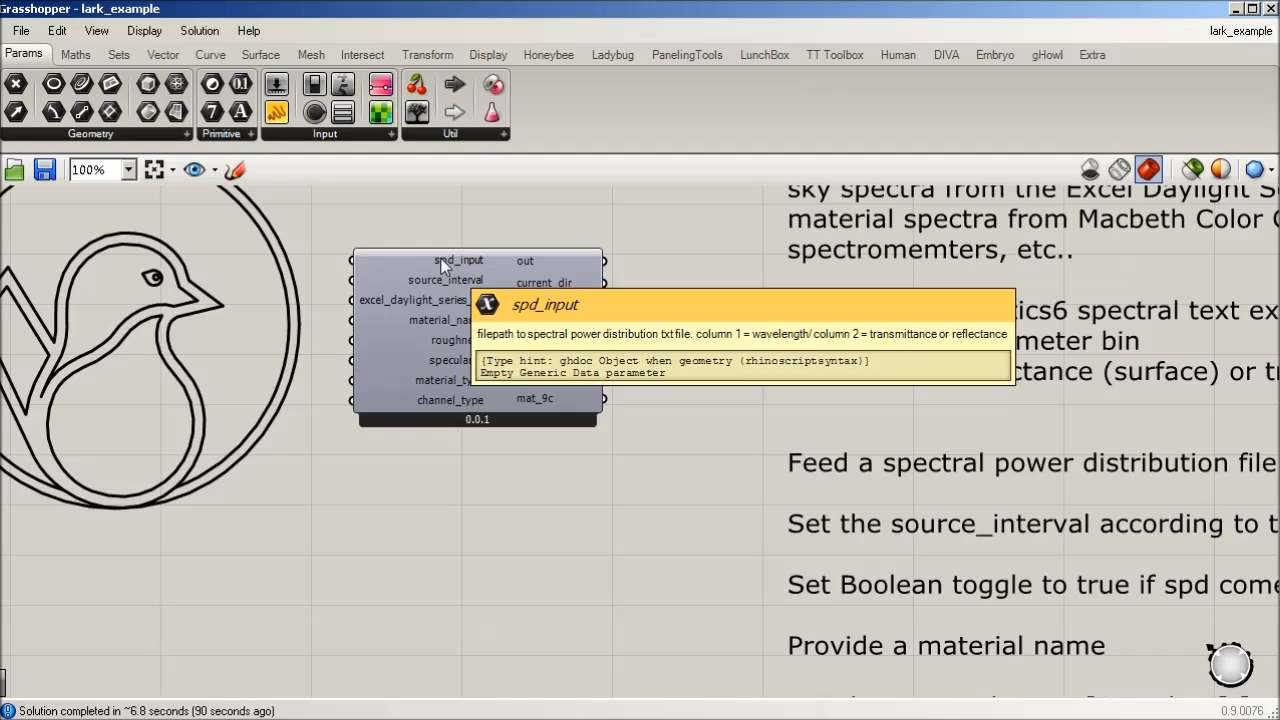 Grasshopper - lark_example
File Edit View Display Solution Help
lark_example
Params Maths Sets Vector Curve Surface Mesh Intersect Transform Display Honeybee Ladybug PanelingTools LunchBox TT Toolbox Human DIVA Embryo gHowl Extra
Geometry Primitive Input Util
100%
sky spectra from the Excel Daylight S
material spectra from Macbeth Color
spectromemters, etc..
spd_input out
source_interval current_dir
excel_daylight_series_
material_na
roughne
specula
material_ty
channel_type
mat_9c
0.0.1
spd_input
filepath to spectral power distribution txt file. column 1 = wavelength/ column 2 = transmittance or reflectance
{Type hint: ghdoc Object when geometry (rhinoscriptsyntax)}
Empty Generic Data parameter
tics6 spectral text ex
meter bin
ctance (surface) or tr
Feed a spectral power distribution file
Set the source_interval according to t
Set Boolean toggle to true if spd come
Provide a material name
Solution completed in ~6.8 seconds (90 seconds ago)
0.9.0076